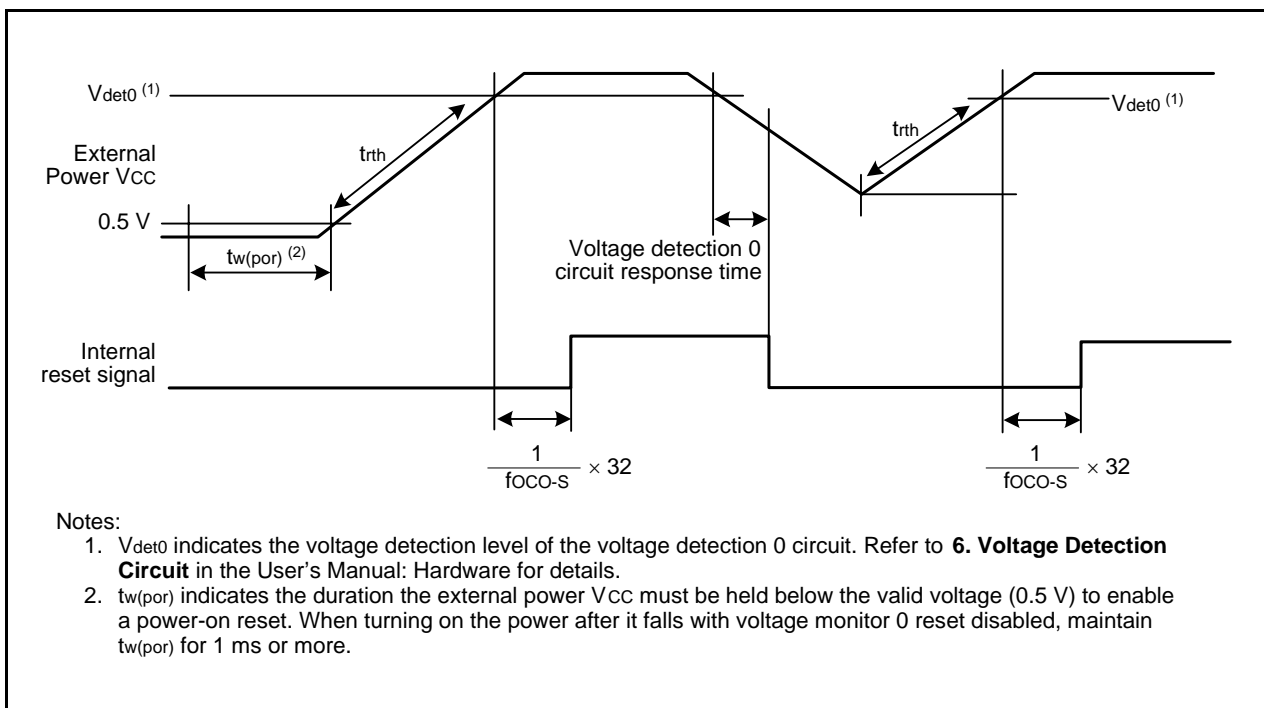 Vdet0 (1)
trth
External
Power VCC
0.5 V
tw(por) (2)
Voltage detection 0
circuit response time
trth
Vdet0 (1)
Internal
reset signal
1
fOCO-S
× 32
1
fOCO-S
× 32
Notes:
1. Vdet0 indicates the voltage detection level of the voltage detection 0 circuit. Refer to 6. Voltage Detection
Circuit in the User's Manual: Hardware for details.
2. tw(por) indicates the duration the external power VCC must be held below the valid voltage (0.5 V) to enable
a power-on reset. When turning on the power after it falls with voltage monitor 0 reset disabled, maintain
tw(por) for 1 ms or more.